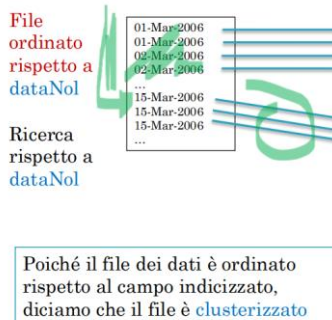 File
ordinato
rispetto a
dataNol
Ricerca
rispetto a
dataNol
01-Mar-2006
01-Mar-2006
02-Mar-2006
02-Mar-2006
...
15-Mar-2006
15-Mar-2006
15-Mar-2006
...
Poiché il file dei dati è ordinato
rispetto al campo indicizzato,
diciamo che il file è clusterizzato